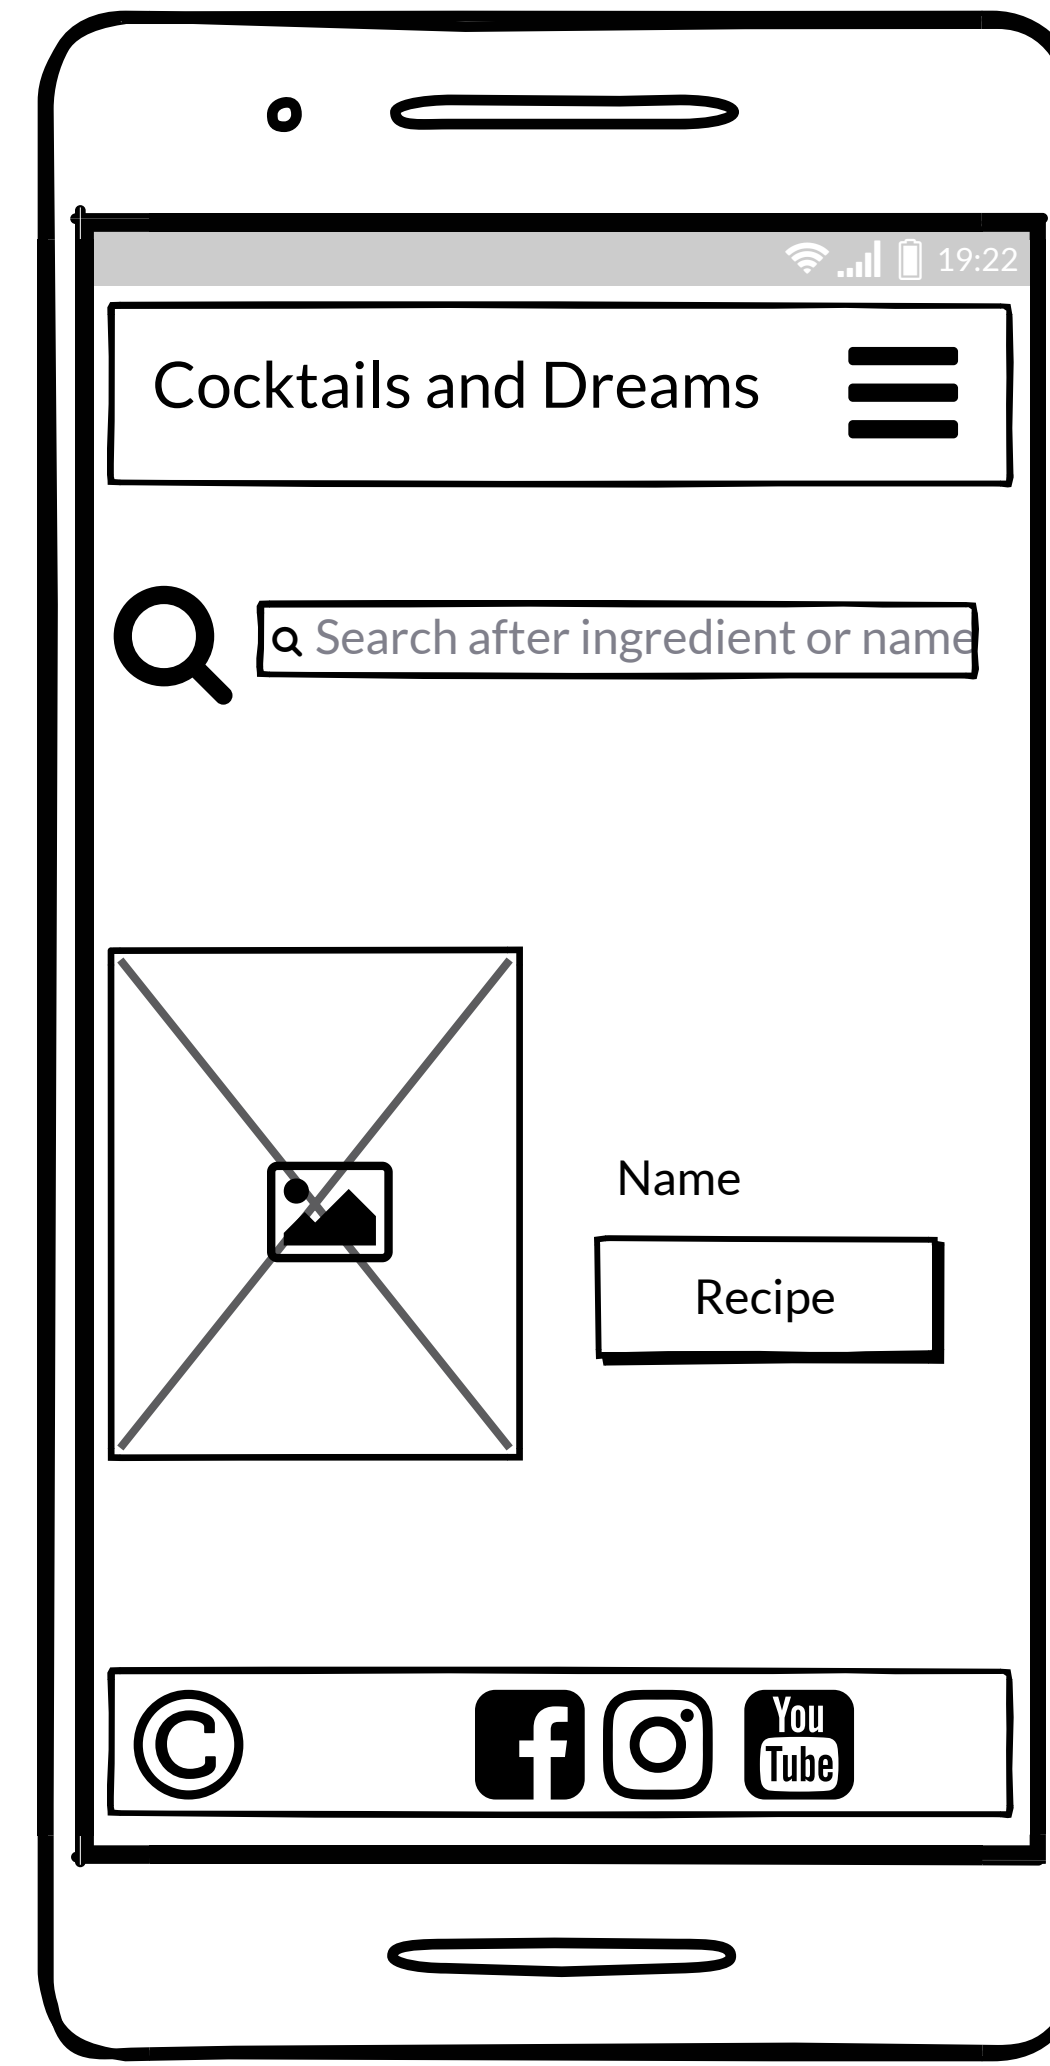 19:22
Cocktails and Dreams
Search after ingredient or name
Name
Recipe
©
You
Tube